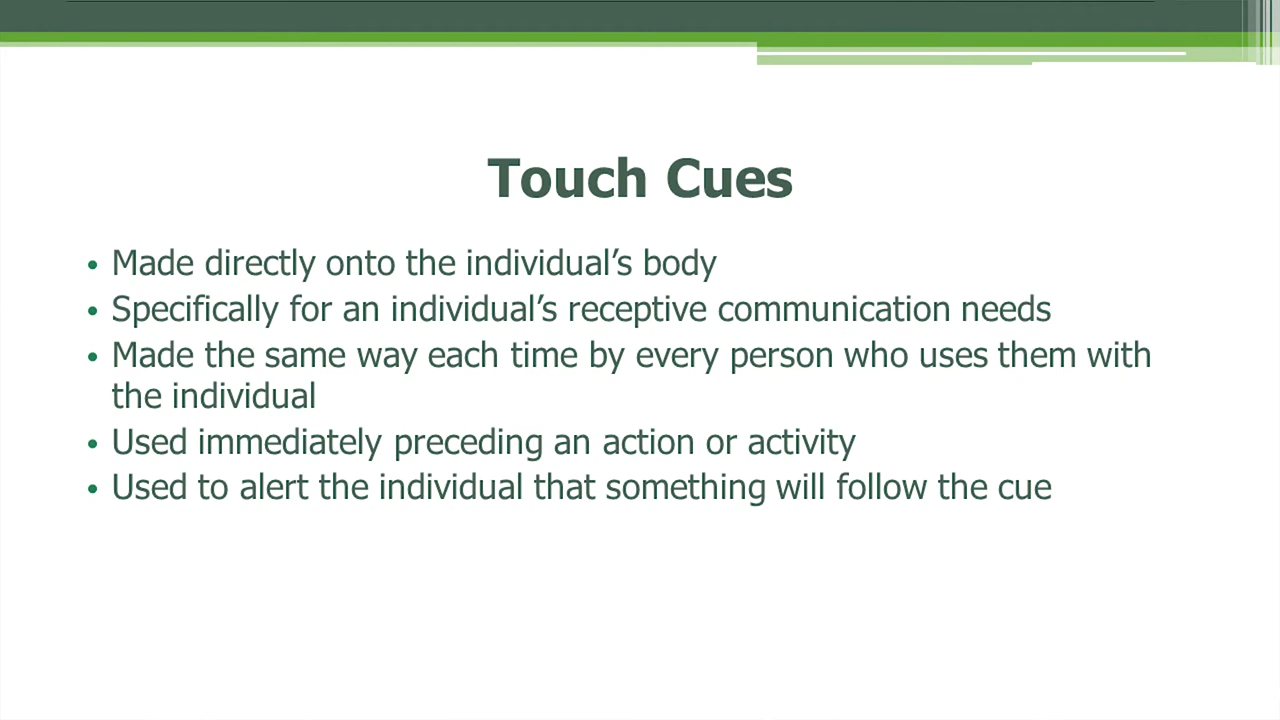 Touch Cues
• Made directly onto the individual’s body
• Specifically for an individual’s receptive communication needs
• Made the same way each time by every person who uses them with
the individual
• Used immediately preceding an action or activity
• Used to alert the individual that something will follow the cue